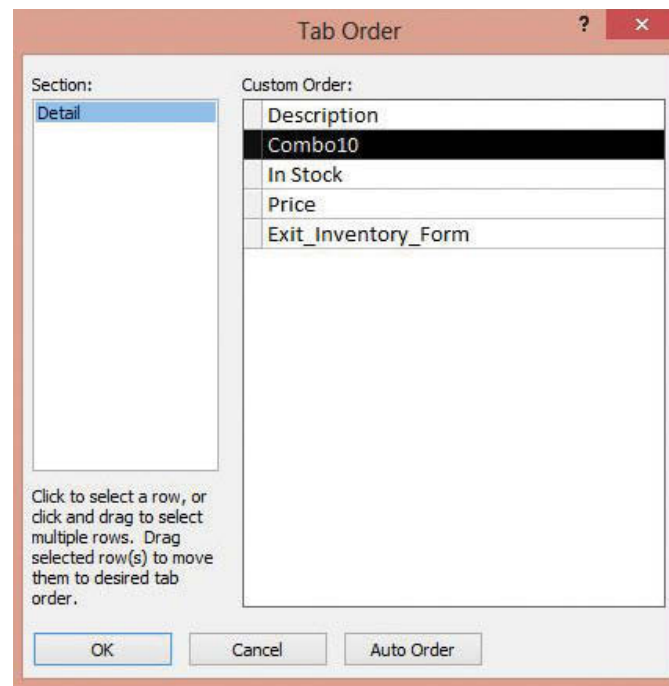 Tab Order
?
×
Section:
Detail
Click to select a row, or
click and drag to select
multiple rows. Drag
selected row(s) to move
them to desired tab
order.
Custom Order:
Description
Combo10
In Stock
Price
Exit_Inventory_Form
OK
Cancel
Auto Order